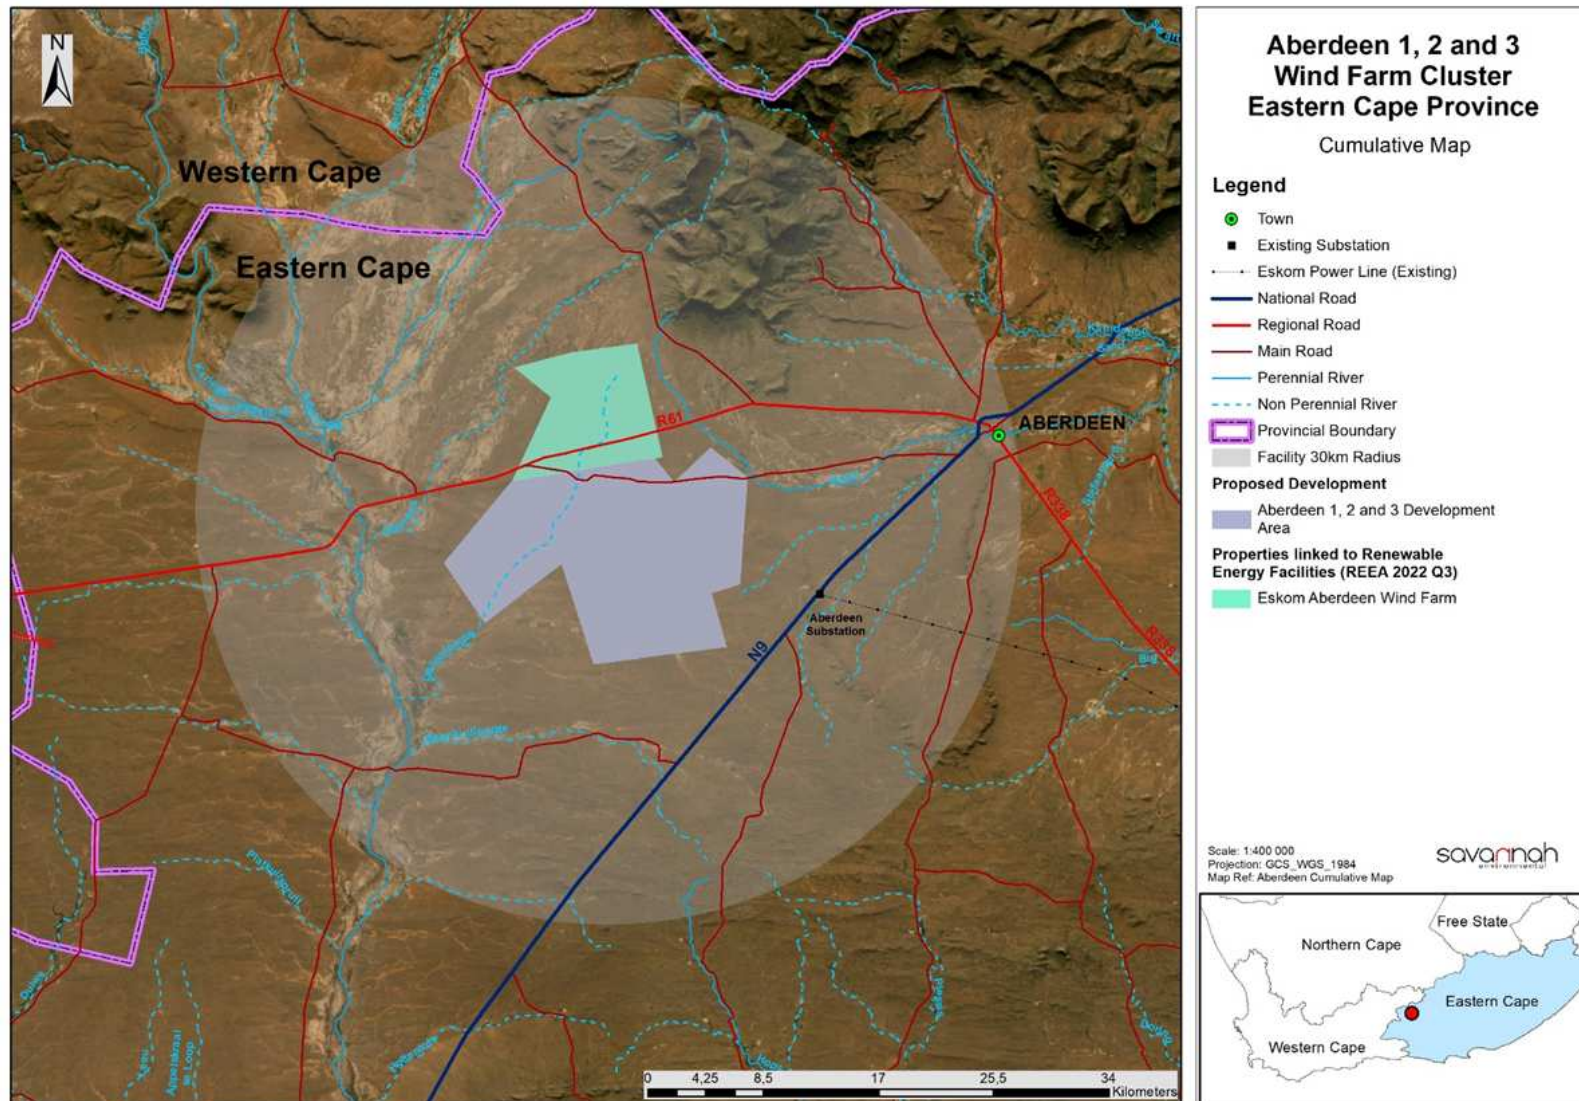 N
Western Cape
Eastern Cape
R61
ABERDEEN
R338
R338
N9
Aberdeen
Substation
0 4,25 8,5 17 25,5 34
Kilometers
Aberdeen 1, 2 and 3
Wind Farm Cluster
Eastern Cape Province
Cumulative Map
Legend
Town
Existing Substation
Eskom Power Line (Existing)
National Road
Regional Road
Main Road
Perennial River
Non Perennial River
Provincial Boundary
Facility 30km Radius
Proposed Development
Aberdeen 1, 2 and 3 Development
Area
Properties linked to Renewable
Energy Facilities (REEA 2022 Q3)
Eskom Aberdeen Wind Farm
Scale: 1:400 000
Projection: GCS_WGS_1984
Map Ref: Aberdeen Cumulative Map
savannah
environmental
Free State
Northern Cape
Eastern Cape
Western Cape